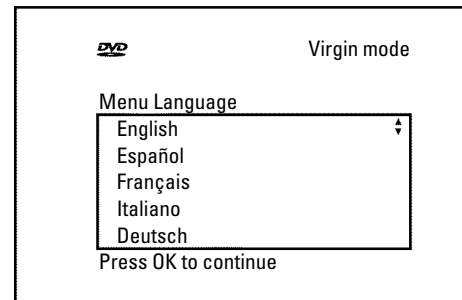 DVD Virgin mode
Menu Language
English
Español
Français
Italiano
Deutsch
Press OK to continue